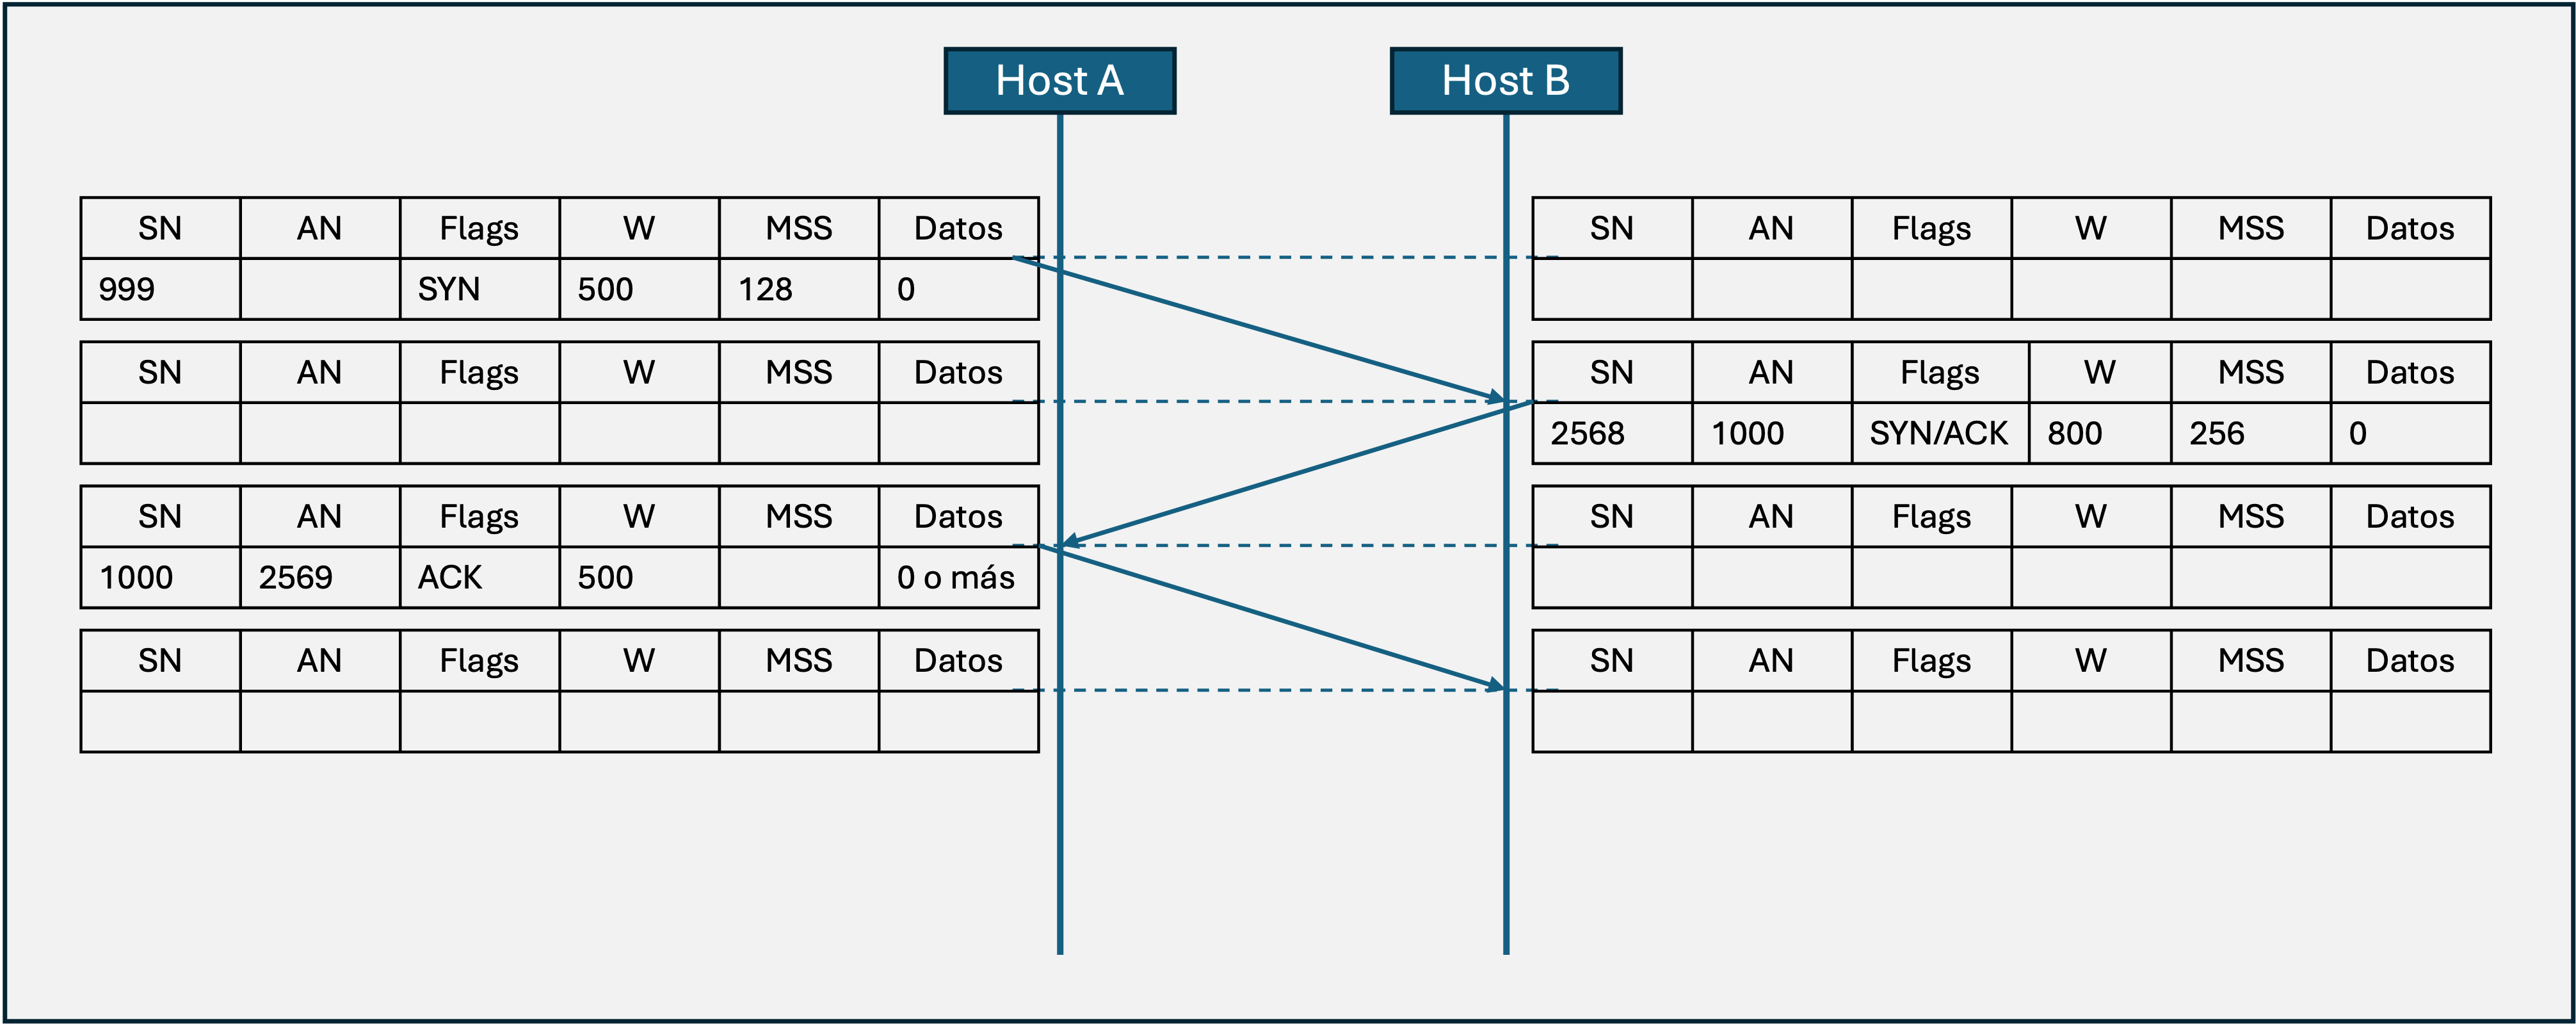 Host A Host B
SN AN Flags W MSS Datos SN AN Flags W MSS Datos
999 SYN 500 128 0
SN AN Flags W MSS Datos SN AN Flags W MSS Datos
2568 1000 SYN/ACK 800 256 0
SN AN Flags W MSS Datos SN AN Flags W MSS Datos
1000 2569 ACK 500 0 o más
SN AN Flags W MSS Datos SN AN Flags W MSS Datos